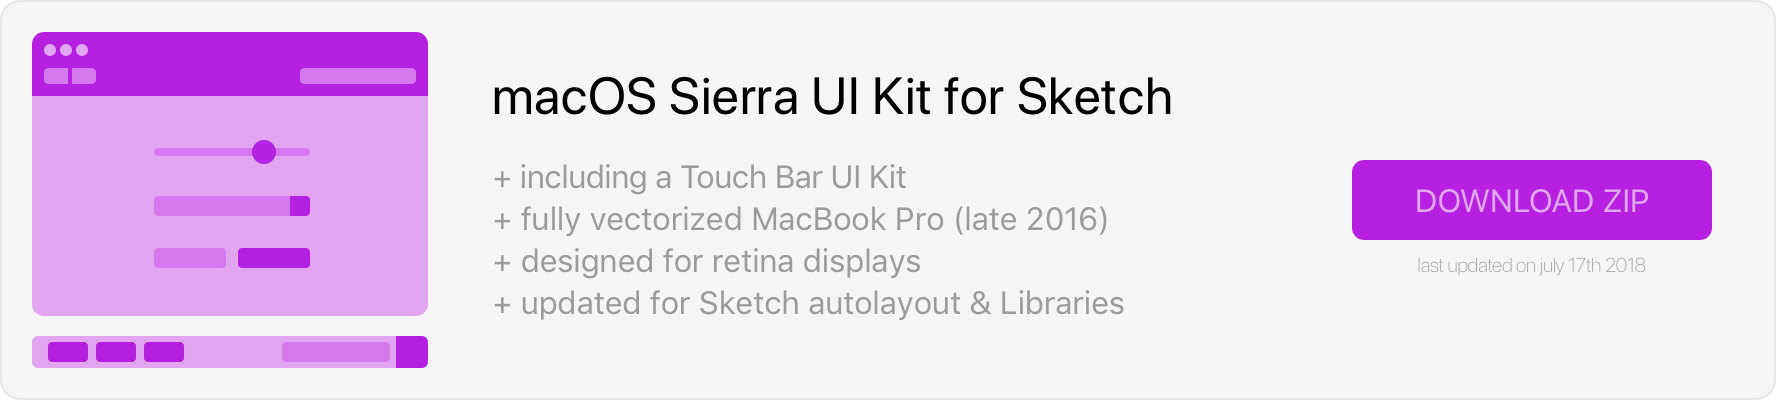 macOS Sierra UI Kit for Sketch
+ including a Touch Bar UI Kit
+ fully vectorized MacBook Pro (late 2016)
+ designed for retina displays
+ updated for Sketch autolayout & Libraries
DOWNLOAD ZIP
last updated on july 17th 2018